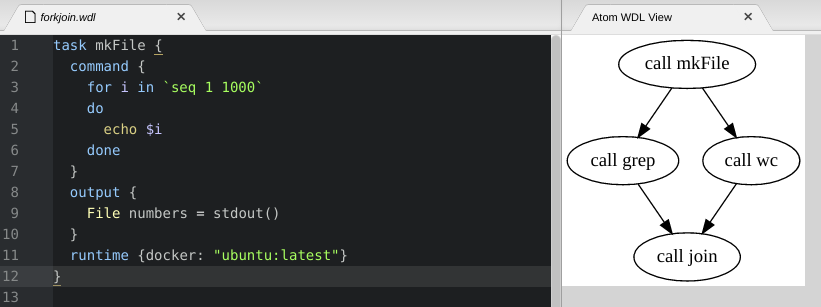 forkjoin.wdl
1 task mkFile {
2   command {
3     for i in `seq 1 1000`
4     do
5       echo $i
6     done
7   }
8   output {
9     File numbers = stdout()
10   }
11   runtime {docker: "ubuntu:latest"}
12 }
13
Atom WDL View
call mkFile
call grep
call wc
call join